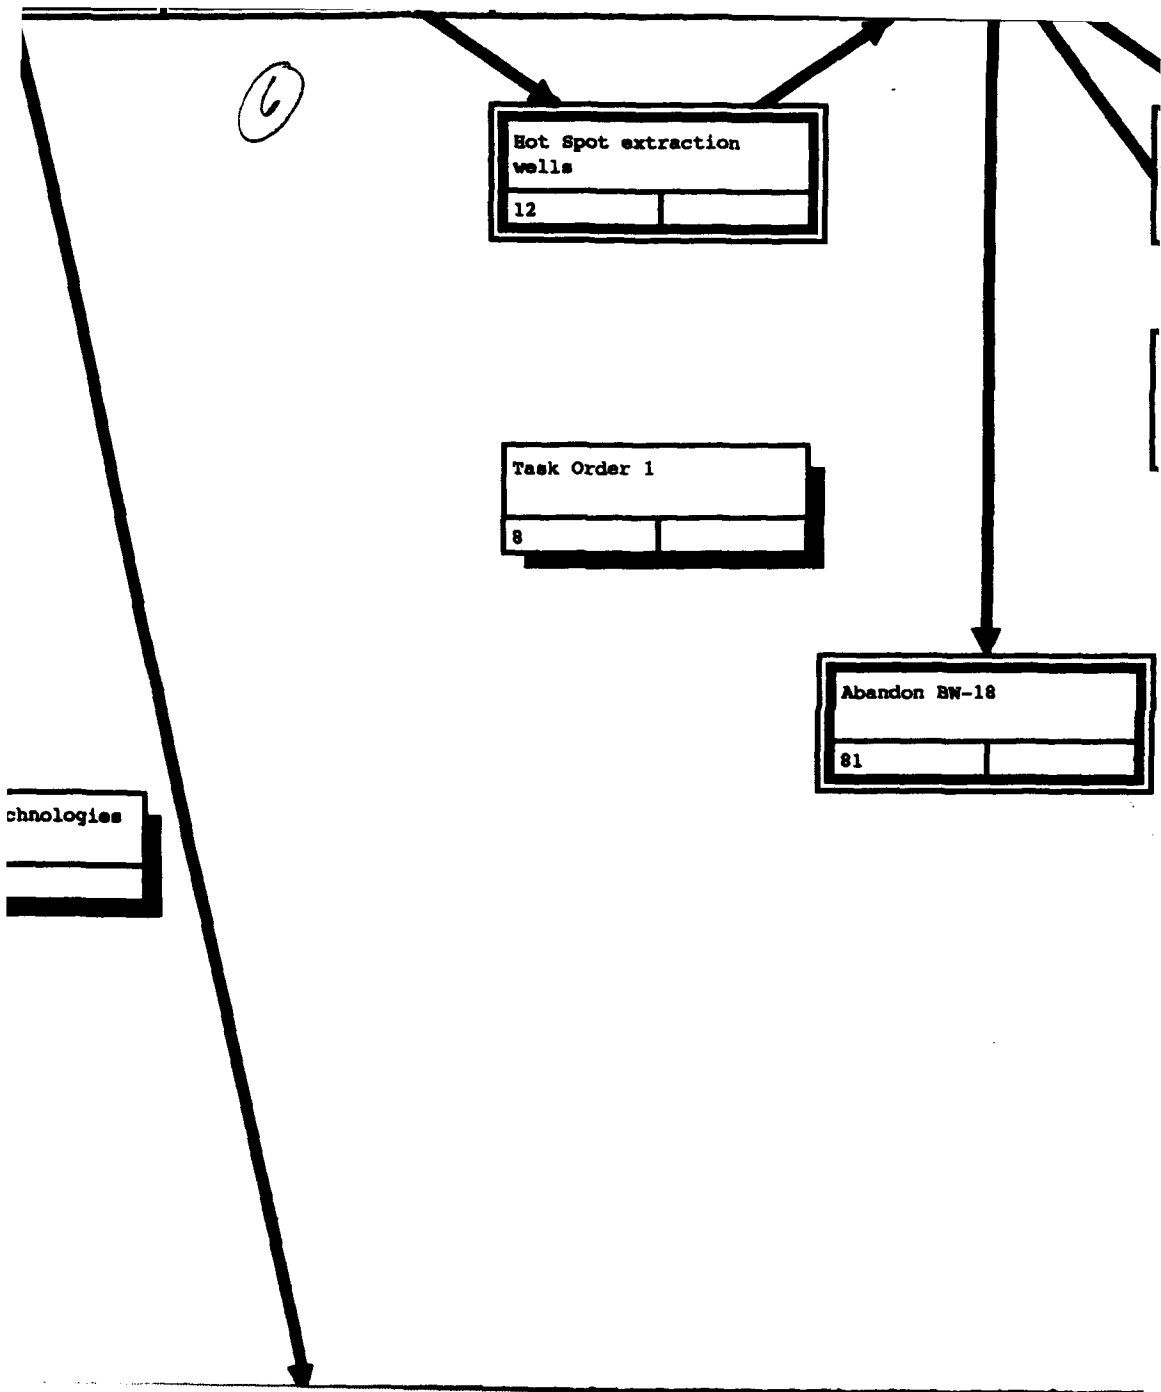 6
Hot Spot extraction
wells
12
Task Order 1
8
Abandon BW-18
81
chnologies